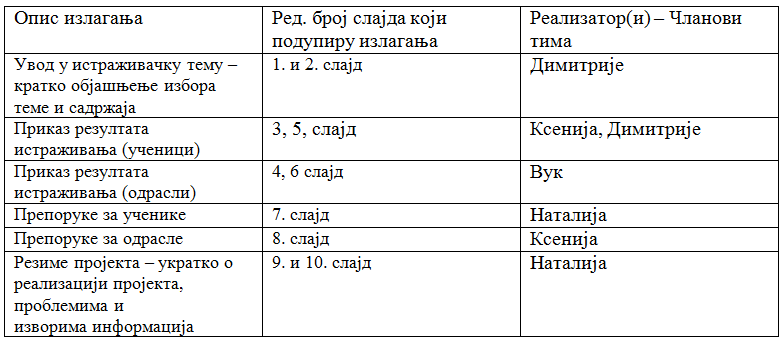 Опис излагања
Ред. број слајда који
подупиру излагања
Реализатор(и) – Чланови
тима
Увод у истраживачку тему –
кратко објашњење избора
теме и садржаја
1. и 2. слајд
Димитрије
Приказ резултата
истраживања (ученици)
3, 5, слајд
Ксенија, Димитрије
Приказ резултата
истраживања (одрасли)
4, 6 слајд
Вук
Препоруке за ученике
7. слајд
Наталија
Препоруке за одрасле
8. слајд
Ксенија
Резиме пројекта – укратко о
реализацији пројекта,
проблемима и
изворима информација
9. и 10. слајд
Наталија